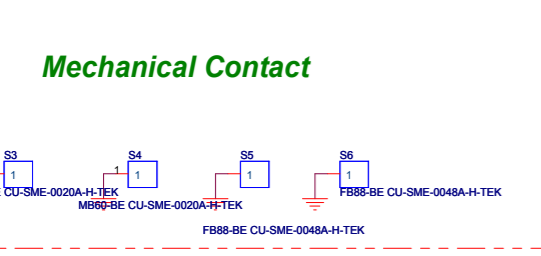 Mechanical Contact
S3 S4 S5 S6
1 1 1 1 1
CU-SME-0020A-H-TEK FB88-BE CU-SME-0048A-H-TEK
MB60-BE CU-SME-0020A-H-TEK
FB88-BE CU-SME-0048A-H-TEK